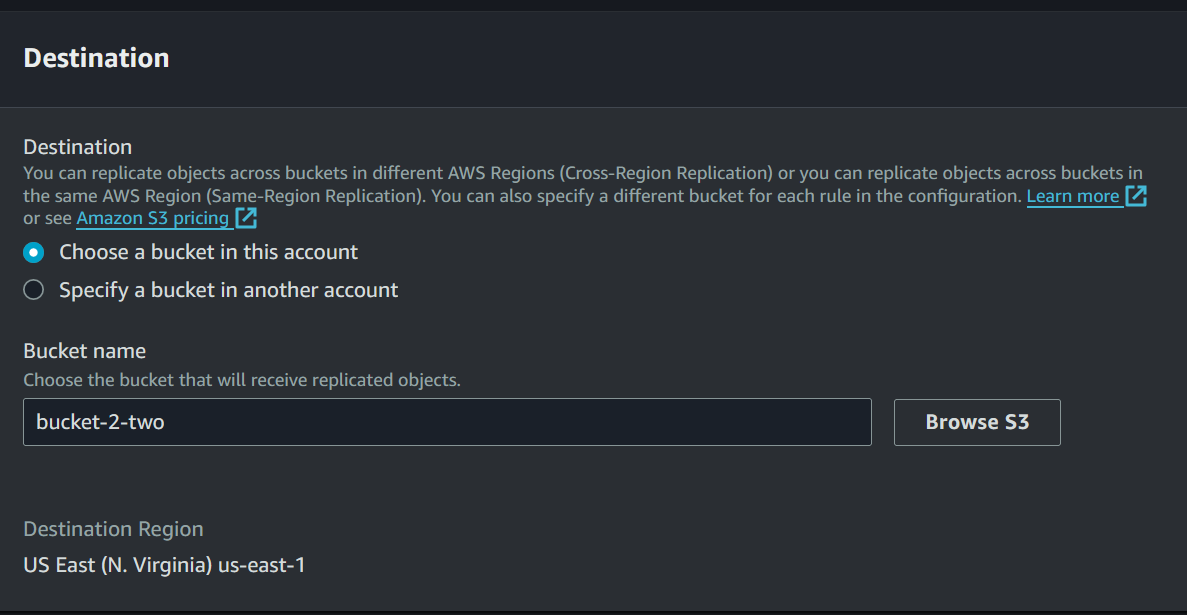 Destination
Destination
You can replicate objects across buckets in different AWS Regions (Cross-Region Replication) or you can replicate objects across buckets in
the same AWS Region (Same-Region Replication). You can also specify a different bucket for each rule in the configuration. Learn more
or see Amazon S3 pricing
Choose a bucket in this account
Specify a bucket in another account
Bucket name
Choose the bucket that will receive replicated objects.
bucket-2-two Browse S3
Destination Region
US East (N. Virginia) us-east-1